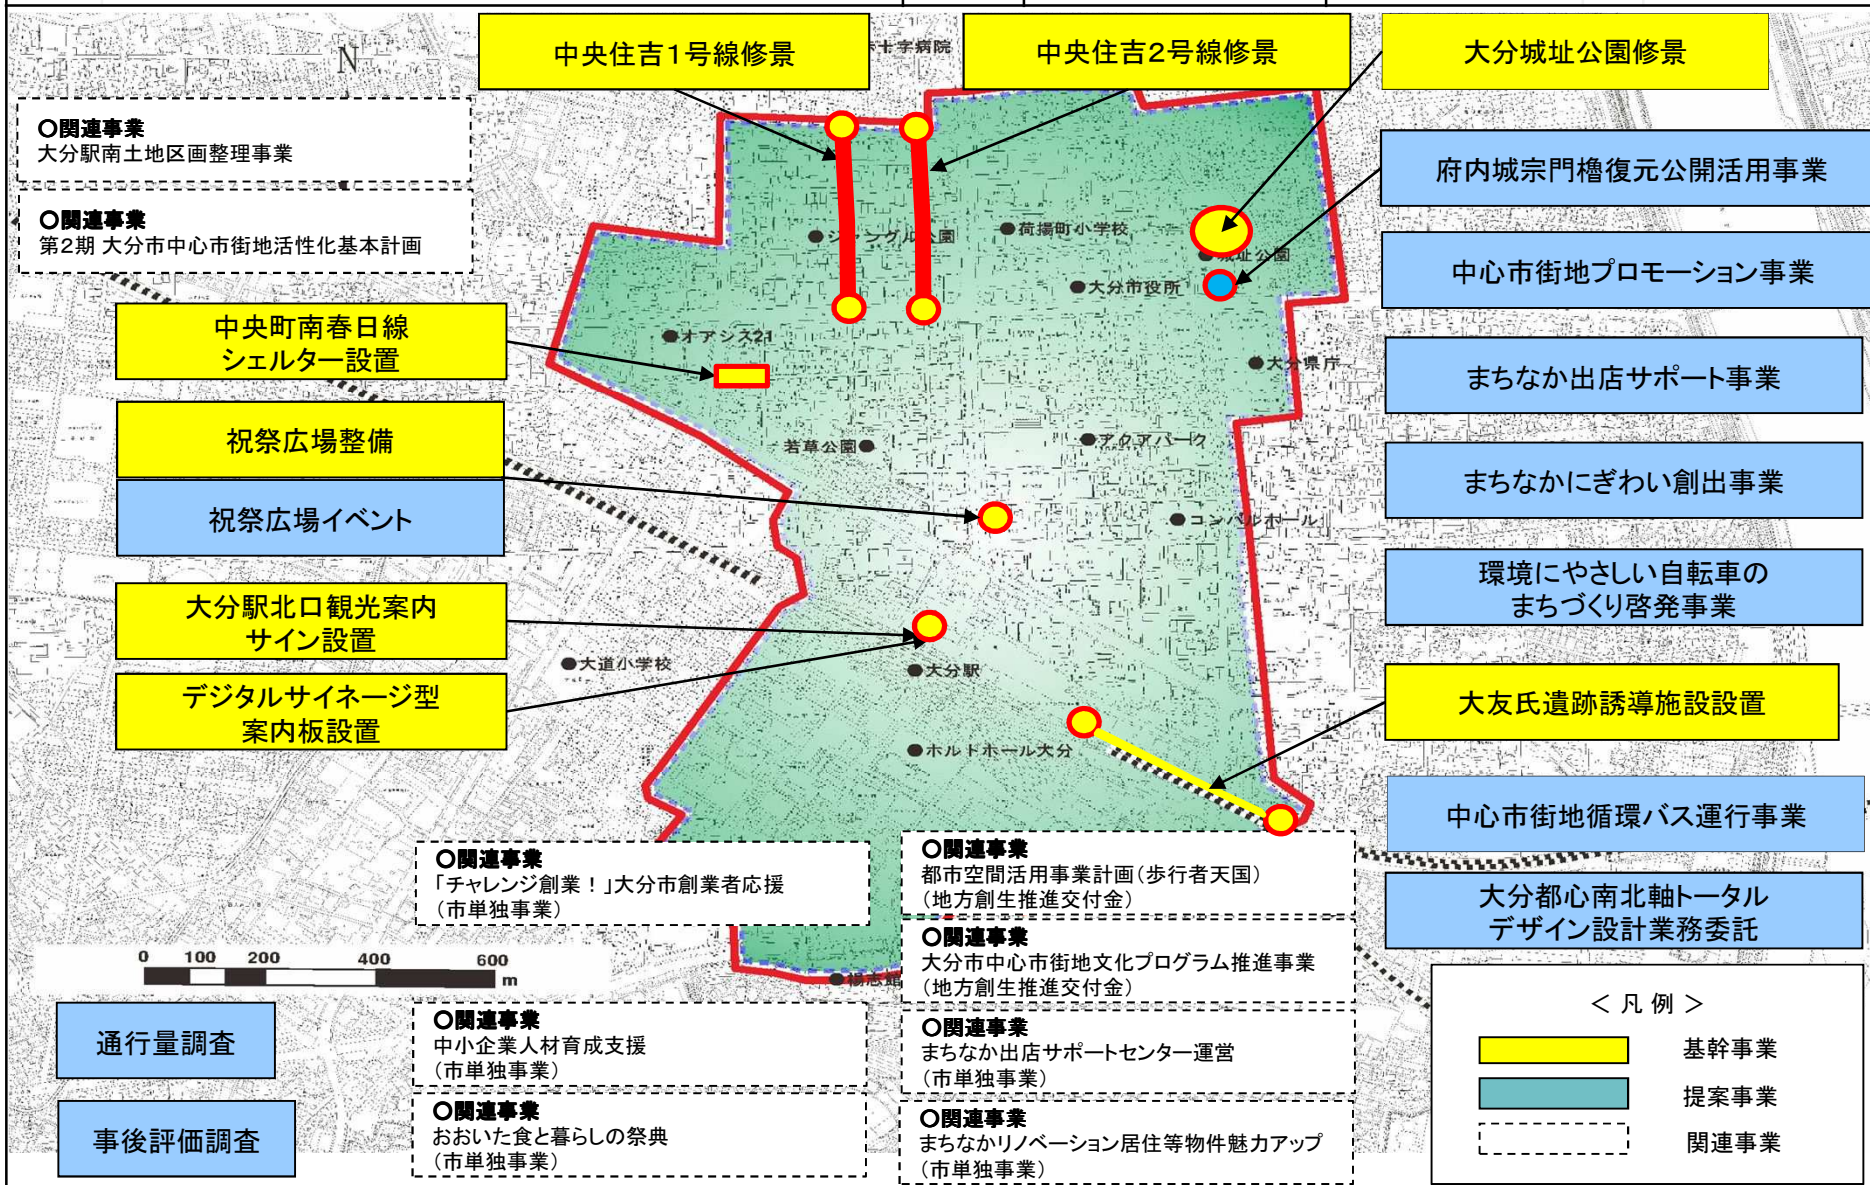 中央住吉1号線修景
十字病院
中央住吉2号線修景
大分城址公園修景
N
○関連事業
大分駅南土地区画整理事業
○関連事業
第2期 大分市中心市街地活性化基本計画
府内城宗門櫓復元公開活用事業
中心市街地プロモーション事業
まちなか出店サポート事業
まちなかにぎわい創出事業
環境にやさしい自転車の
まちづくり啓発事業
大友氏遺跡誘導施設設置
中心市街地循環バス運行事業
大分都心南北軸トータル
デザイン設計業務委託
中央町南春日線
シェルター設置
祝祭広場整備
祝祭広場イベント
大分駅北口観光案内
サイン設置
デジタルサイネージ型
案内板設置
●ジャングル公園
●荷揚町小学校
●城址公園
●大分市役所
●オアシス21
●大分県庁
若草公園●
●アクアパーク
●コンパルホール
●大道小学校
●大分駅
●ホルトホール大分
○関連事業
「チャレンジ創業!」大分市創業者応援
(市単独事業)
○関連事業
都市空間活用事業計画(歩行者天国)
(地方創生推進交付金)
○関連事業
大分市中心市街地文化プログラム推進事業
(地方創生推進交付金)
0 100 200 400 600
m
通行量調査
事後評価調査
○関連事業
中小企業人材育成支援
(市単独事業)
○関連事業
おおいた食と暮らしの祭典
(市単独事業)
○関連事業
まちなか出店サポートセンター運営
(市単独事業)
○関連事業
まちなかリノベーション居住等物件魅力アップ
(市単独事業)
<凡例>
基幹事業
提案事業
関連事業